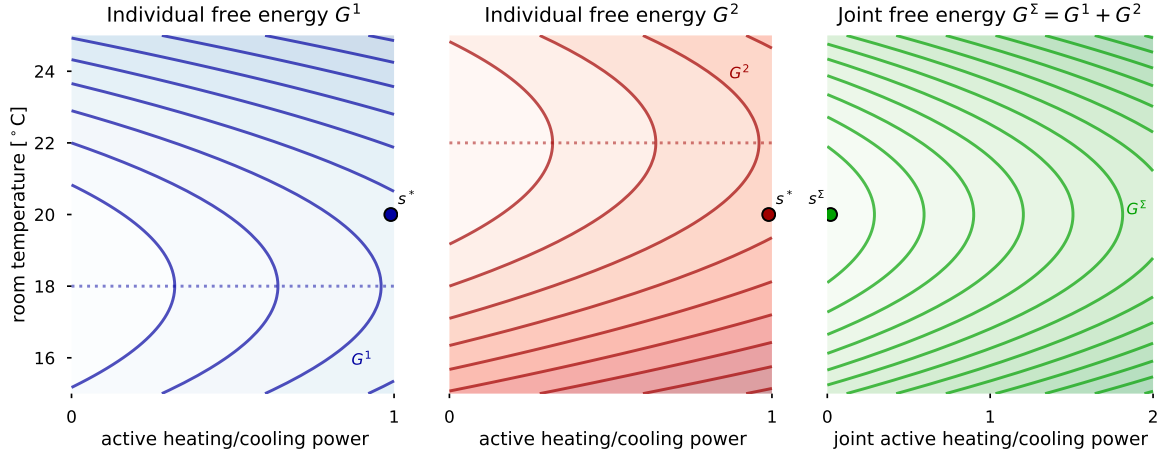 Individual free energy G¹
Individual free energy G²
Joint free energy G^Σ = G¹ + G²
room temperature [°C]
24
22
20
18
16
G¹
s*
0
1
active heating/cooling power
G²
s*
0
1
active heating/cooling power
s^Σ
G^Σ
0
1
2
joint active heating/cooling power